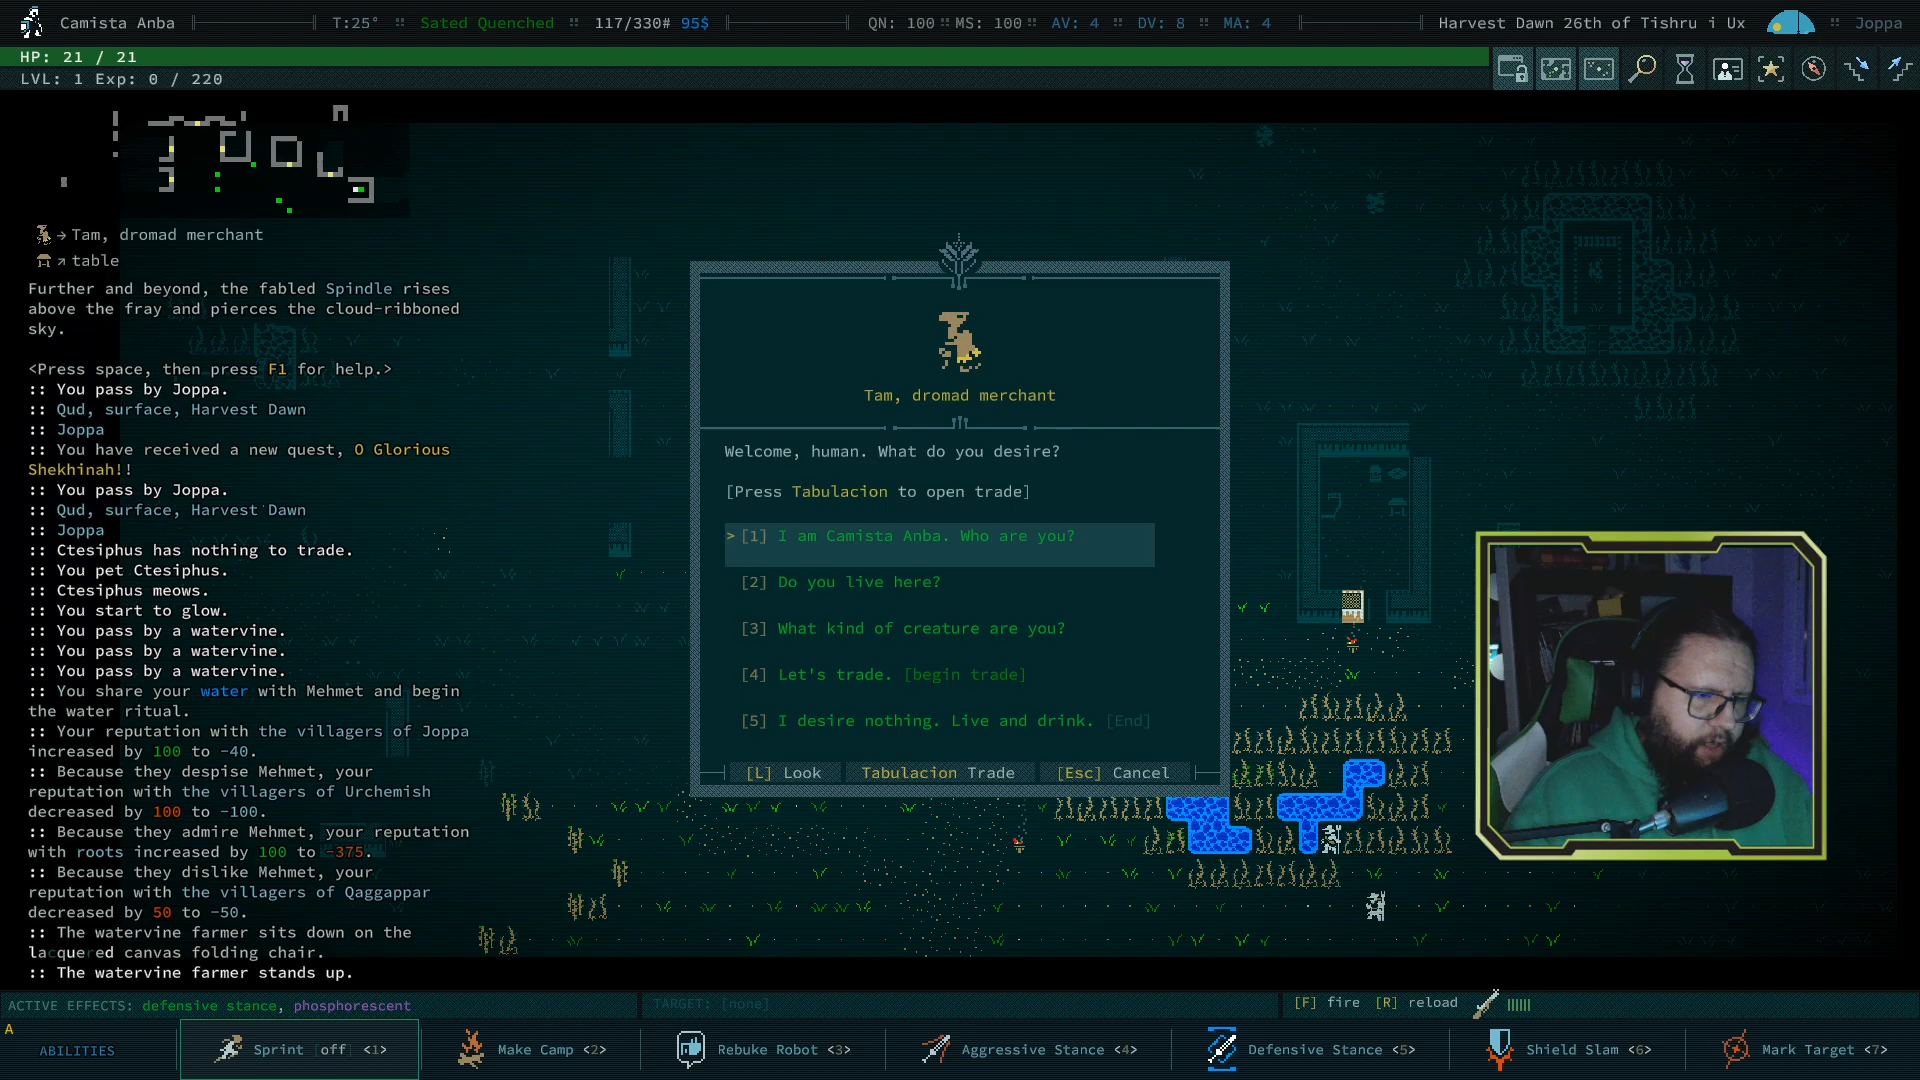 Camista Anba
T:25° :: Sated Quenched :: 117/330# 95$
QN: 100 :: MS: 100 :: AV: 4 :: DV: 8 :: MA: 4
Harvest Dawn 26th of Tishru i Ux :: Joppa
HP: 21 / 21
LVL: 1 Exp: 0 / 220
Tam, dromad merchant
table
Further and beyond, the fabled Spindle rises
above the fray and pierces the cloud-ribboned
sky.
<Press space, then press F1 for help.>
:: You pass by Joppa.
:: Qud, surface, Harvest Dawn
:: Joppa
:: You have received a new quest, O Glorious
Shekhinah!!
:: You pass by Joppa.
:: Qud, surface, Harvest Dawn
:: Joppa
:: Ctesiphus has nothing to trade.
:: You pet Ctesiphus.
:: Ctesiphus meows.
:: You start to glow.
:: You pass by a watervine.
:: You pass by a watervine.
:: You pass by a watervine.
:: You share your water with Mehmet and begin
the water ritual.
:: Your reputation with the villagers of Joppa
increased by 100 to -40.
:: Because they despise Mehmet, your
reputation with the villagers of Urchemish
decreased by 100 to -100.
:: Because they admire Mehmet, your reputation
with roots increased by 100 to -375.
:: Because they dislike Mehmet, your
reputation with the villagers of Qaggappar
decreased by 50 to -50.
:: The watervine farmer sits down on the
lacquered canvas folding chair.
:: The watervine farmer stands up.
Tam, dromad merchant
Welcome, human. What do you desire?
[Press Tabulacion to open trade]
> [1] I am Camista Anba. Who are you?
[2] Do you live here?
[3] What kind of creature are you?
[4] Let's trade. [begin trade]
[5] I desire nothing. Live and drink. [End]
[L] Look
Tabulacion Trade
[Esc] Cancel
ACTIVE EFFECTS: defensive stance, phosphorescent
TARGET: [none]
[F] fire [R] reload
A
ABILITIES
Sprint [off] <1>
Make Camp <2>
Rebuke Robot <3>
Aggressive Stance <4>
Defensive Stance <5>
Shield Slam <6>
Mark Target <7>